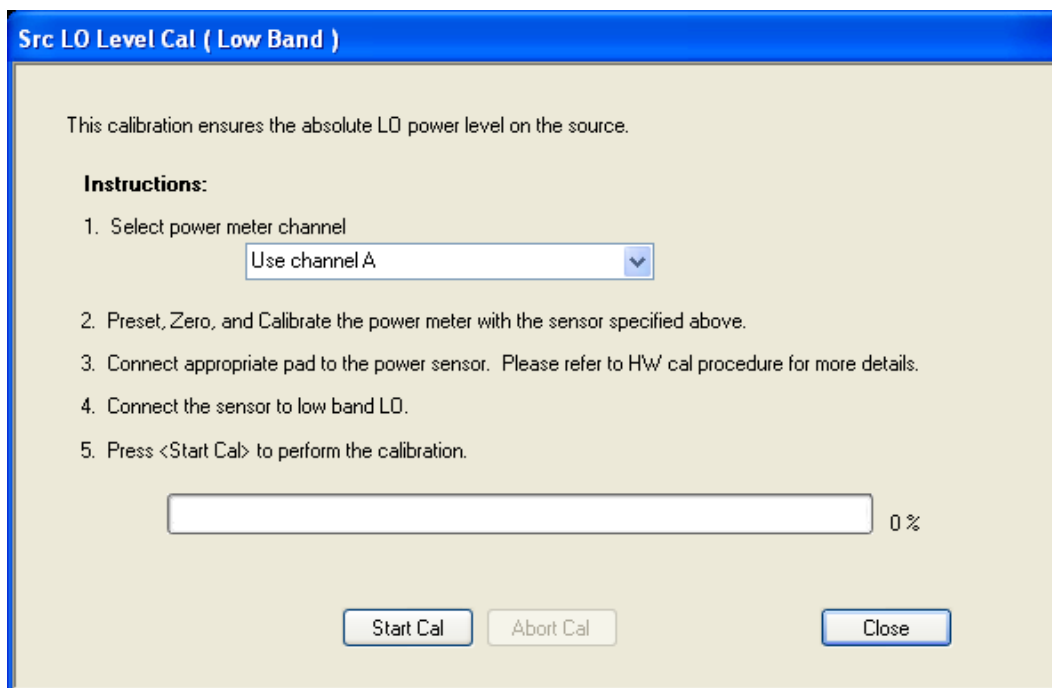 Src LO Level Cal ( Low Band )
This calibration ensures the absolute LO power level on the source.
Instructions:
1. Select power meter channel
Use channel A
2. Preset, Zero, and Calibrate the power meter with the sensor specified above.
3. Connect appropriate pad to the power sensor. Please refer to HW cal procedure for more details.
4. Connect the sensor to low band LO.
5. Press <Start Cal> to perform the calibration.
0 %
Start Cal
Abort Cal
Close